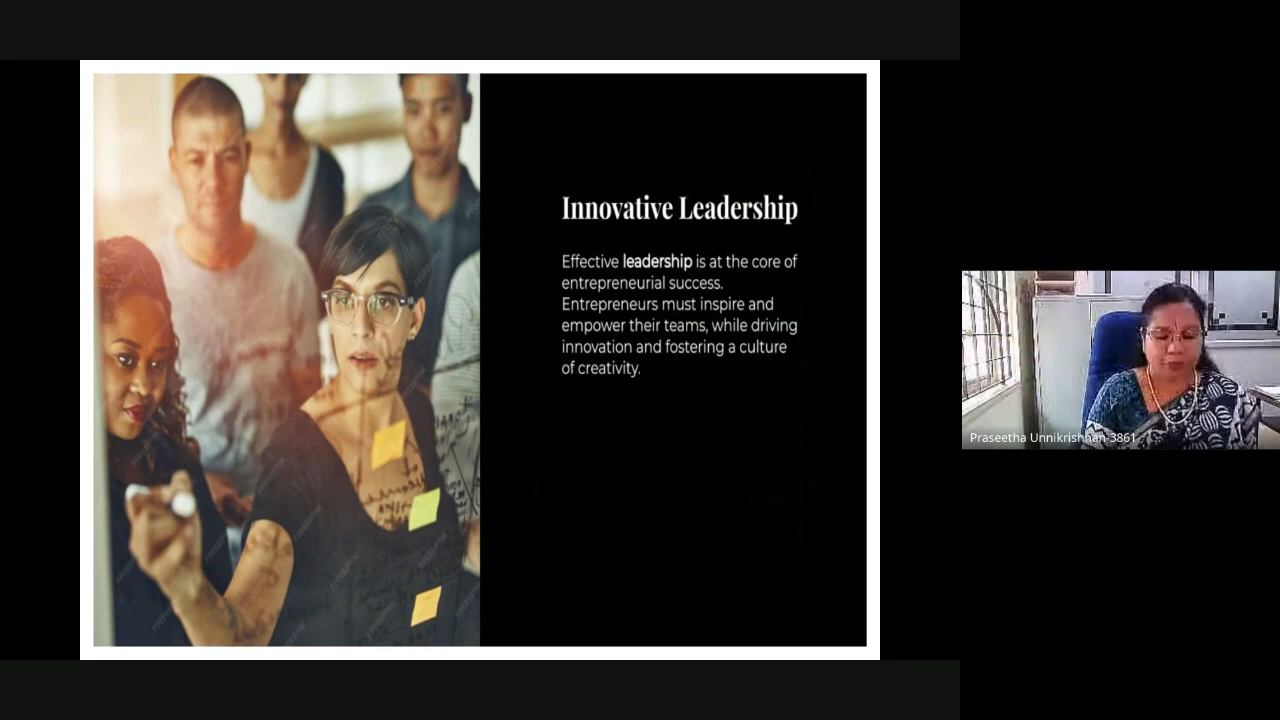 Innovative Leadership
Effective leadership is at the core of
entrepreneurial success.
Entrepreneurs must inspire and
empower their teams, while driving
innovation and fostering a culture
of creativity.
Praseetha Unnikrishnan-3861